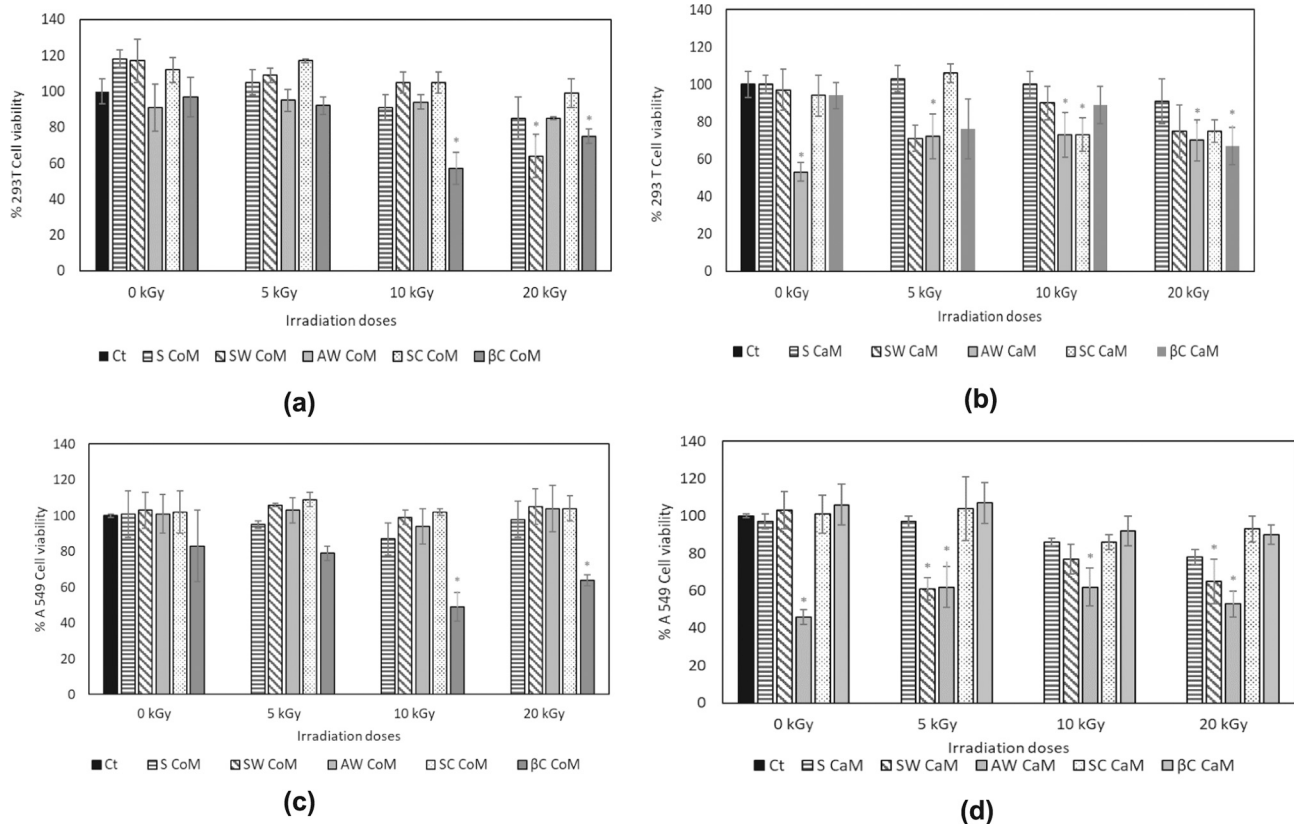 140
120
100
80
60
40
20
0
% 293T Cell viability
* * *
0 kGy 5 kGy 10 kGy 20 kGy
Irradiation doses
Ct S CoM SW CoM AW CoM SC CoM βC CoM
(a)
140
120
100
80
60
40
20
0
% 293 T Cell viability
* * * * * *
0 kGy 5 kGy 10 kGy 20 kGy
Irradiation doses
Ct S CaM SW CaM AW CaM SC CaM βC CaM
(b)
140
120
100
80
60
40
20
0
% A 549 Cell viability
* *
0 kGy 5 kGy 10 kGy 20 kGy
Irradiation doses
Ct S CoM SW CoM AW CoM SC CoM βC CoM
(c)
140
120
100
80
60
40
20
0
% A 549 Cell viability
* * * * * *
0 kGy 5 kGy 10 kGy 20 kGy
Irradiation doses
Ct S CaM SW CaM AW CaM SC CaM βC CaM
(d)